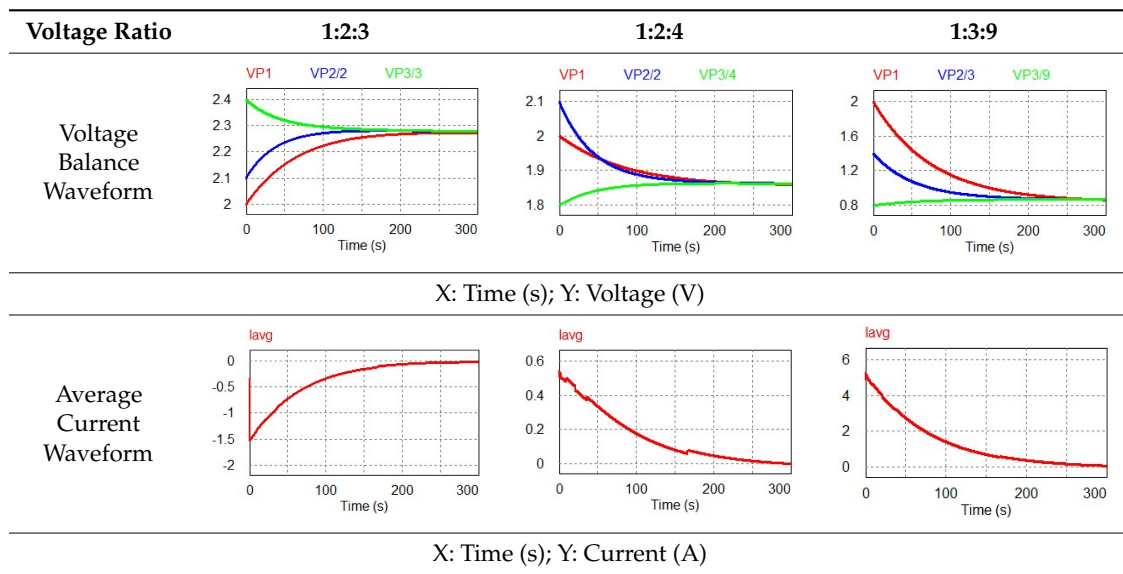 Voltage Ratio 1:2:3 1:2:4 1:3:9
VP1 VP2/2 VP3/3
2.4
2.3
2.2
2.1
2
0 100 200 300
Time (s)
VP1 VP2/2 VP3/4
2.1
2
1.9
1.8
0 100 200 300
Time (s)
VP1 VP2/3 VP3/9
2
1.6
1.2
0.8
0 100 200 300
Time (s)
Voltage
Balance
Waveform
X: Time (s); Y: Voltage (V)
Iavg
0
-0.5
-1
-1.5
-2
0 100 200 300
Time (s)
Iavg
0.6
0.4
0.2
0
0 100 200 300
Time (s)
Iavg
6
4
2
0
0 100 200 300
Time (s)
Average
Current
Waveform
X: Time (s); Y: Current (A)